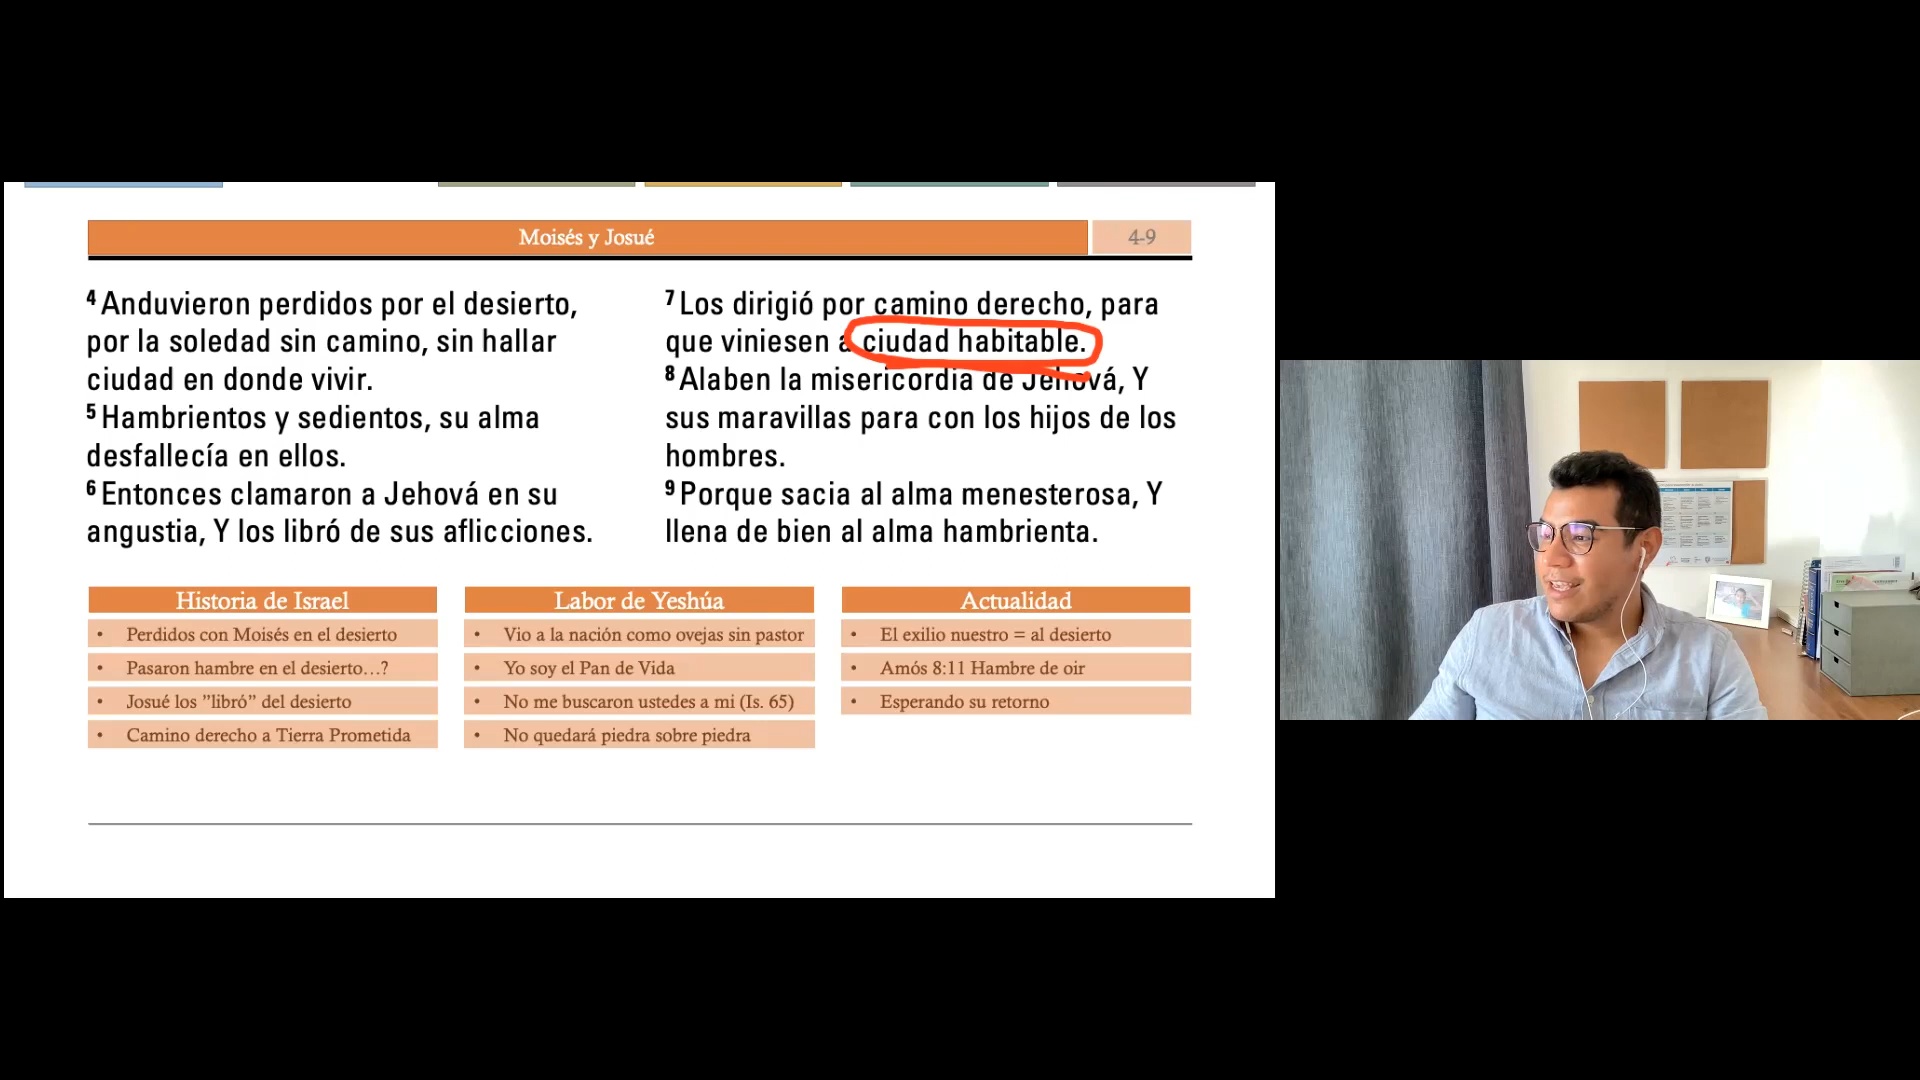 Moisés y Josué
4-9
4 Anduvieron perdidos por el desierto,
por la soledad sin camino, sin hallar
ciudad en donde vivir.
5 Hambrientos y sedientos, su alma
desfallecía en ellos.
6 Entonces clamaron a Jehová en su
angustia, Y los libró de sus aflicciones.
7 Los dirigió por camino derecho, para
que viniesen a ciudad habitable.
8 Alaben la misericordia de Jehová, Y
sus maravillas para con los hijos de los
hombres.
9 Porque sacia al alma menesterosa, Y
llena de bien al alma hambrienta.
Historia de Israel
• Perdidos con Moisés en el desierto
• Pasaron hambre en el desierto...?
• Josué los ”libró” del desierto
• Camino derecho a Tierra Prometida
Labor de Yeshúa
• Vio a la nación como ovejas sin pastor
• Yo soy el Pan de Vida
• No me buscaron ustedes a mi (Is. 65)
• No quedará piedra sobre piedra
Actualidad
• El exilio nuestro = al desierto
• Amós 8:11 Hambre de oir
• Esperando su retorno